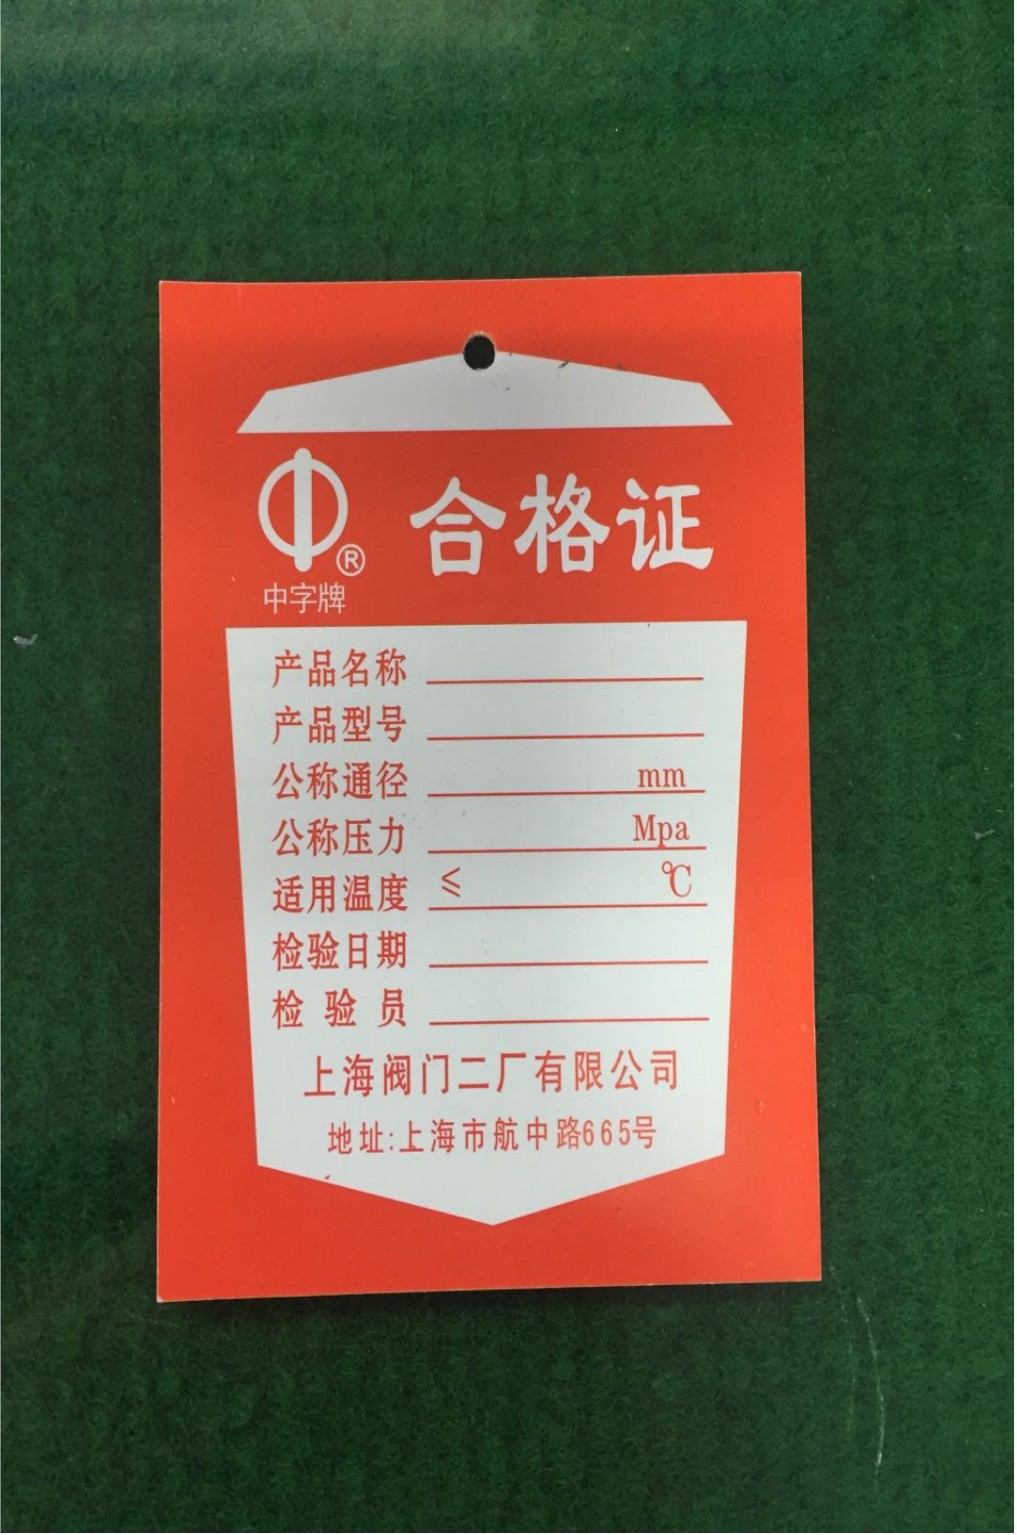 合格证
®
中字牌
产品名称
产品型号
公称通径 mm
公称压力 Mpa
适用温度 ≤ ℃
检验日期
检验员
上海阀门二厂有限公司
地址:上海市航中路665号